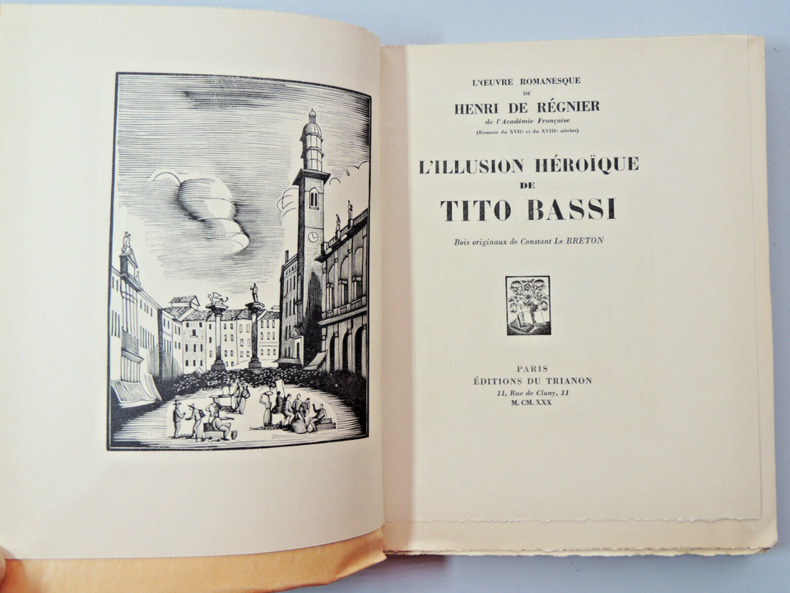 L'ŒUVRE ROMANESQUE
DE
HENRI DE RÉGNIER
de l'Académie Française
(Romans du XVIIe et du XVIIIe siècles)
L'ILLUSION HÉROÏQUE
DE
TITO BASSI
Bois originaux de Constant Le BRETON
PARIS
ÉDITIONS DU TRIANON
11, Rue de Cluny, 11
M. CM. XXX